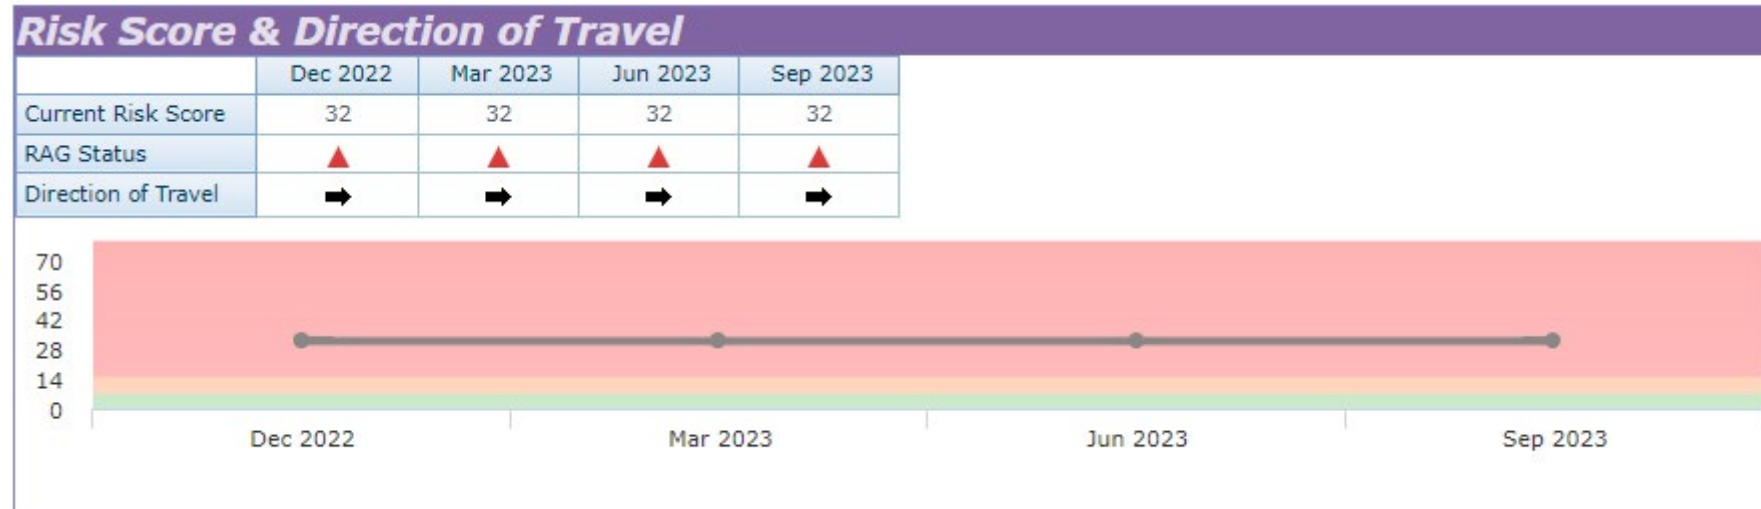 Risk Score & Direction of Travel
Dec 2022 Mar 2023 Jun 2023 Sep 2023
Current Risk Score 32 32 32 32
RAG Status
Direction of Travel
70
56
42
28
14
0
Dec 2022 Mar 2023 Jun 2023 Sep 2023